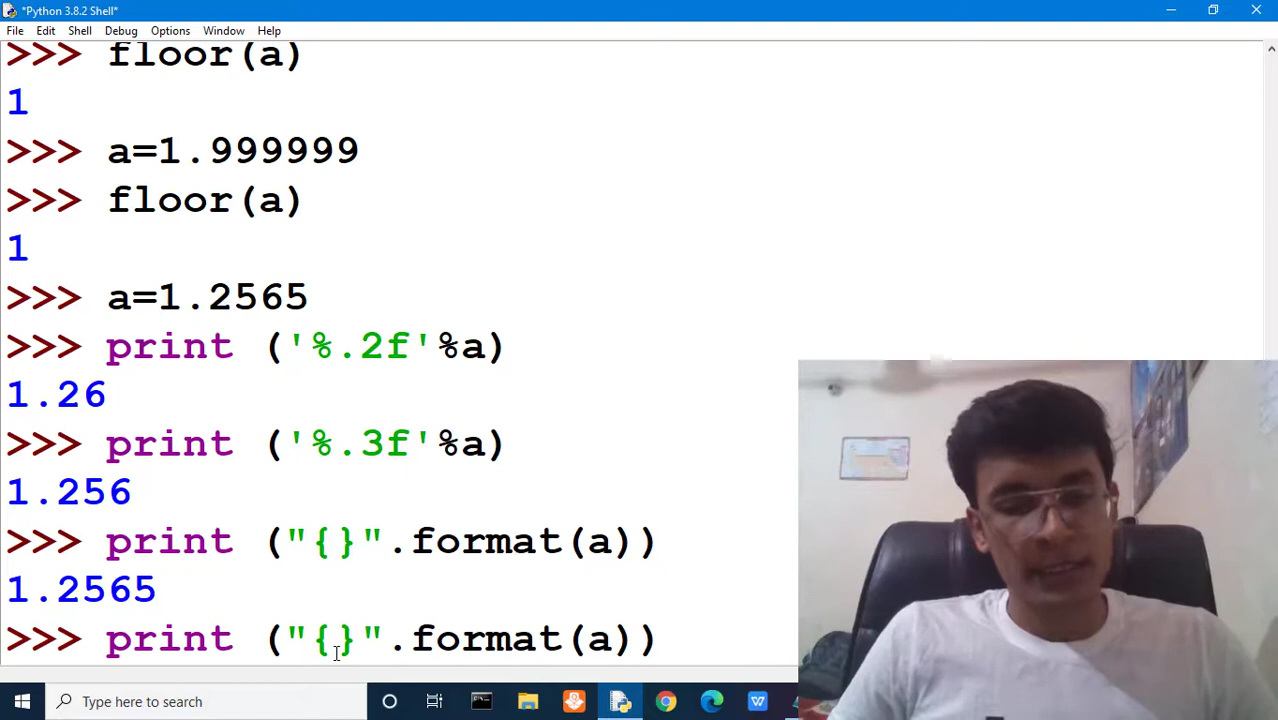 *Python 3.8.2 Shell*
File Edit Shell Debug Options Window Help
>>> floor(a)
1
>>> a=1.999999
>>> floor(a)
1
>>> a=1.2565
>>> print ('%.2f'%a)
1.26
>>> print ('%.3f'%a)
1.256
>>> print ("{}".format(a))
1.2565
>>> print ("{}".format(a))
Type here to search